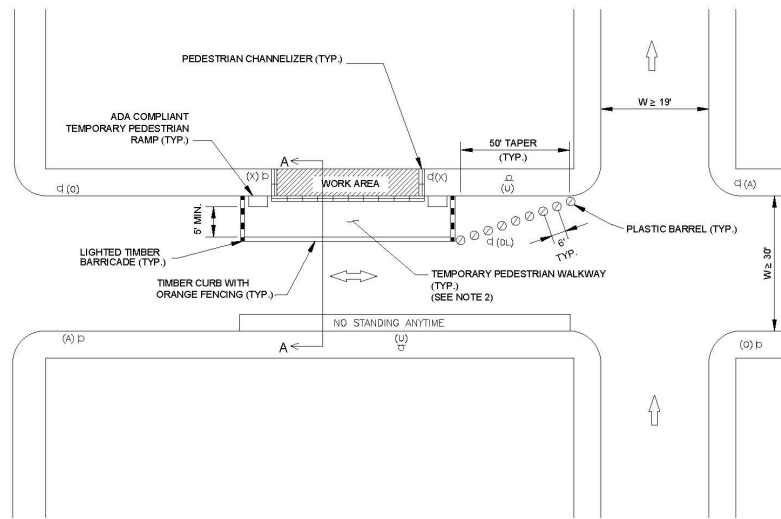 PEDESTRIAN CHANNELIZER (TYP.)
W ≥ 19'
ADA COMPLIANT
TEMPORARY PEDESTRIAN
RAMP (TYP.)
50' TAPER
(TYP.)
A
(X)
WORK AREA
(X)
(U)
(O)
(A)
5' MIN.
PLASTIC BARREL (TYP.)
(DL)
6'
TYP.
W ≥ 30'
LIGHTED TIMBER
BARRICADE (TYP.)
TIMBER CURB WITH
ORANGE FENCING (TYP.)
TEMPORARY PEDESTRIAN WALKWAY
(TYP.)
(SEE NOTE 2)
NO STANDING ANYTIME
(A)
A
(U)
(O)